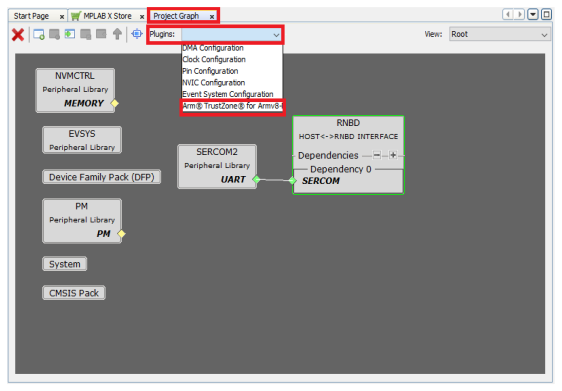 Start Page x MPLAB X Store x Project Graph x
Plugins:
View: Root
DMA Configuration
Clock Configuration
Pin Configuration
NVIC Configuration
Event System Configuration
Arm® TrustZone® for Armv8-
NVMCTRL
Peripheral Library
MEMORY
EVSYS
Peripheral Library
Device Family Pack (DFP)
PM
Peripheral Library
PM
System
CMSIS Pack
SERCOM2
Peripheral Library
UART
RNBD
HOST<->RNBD INTERFACE
Dependencies
Dependency 0
SERCOM